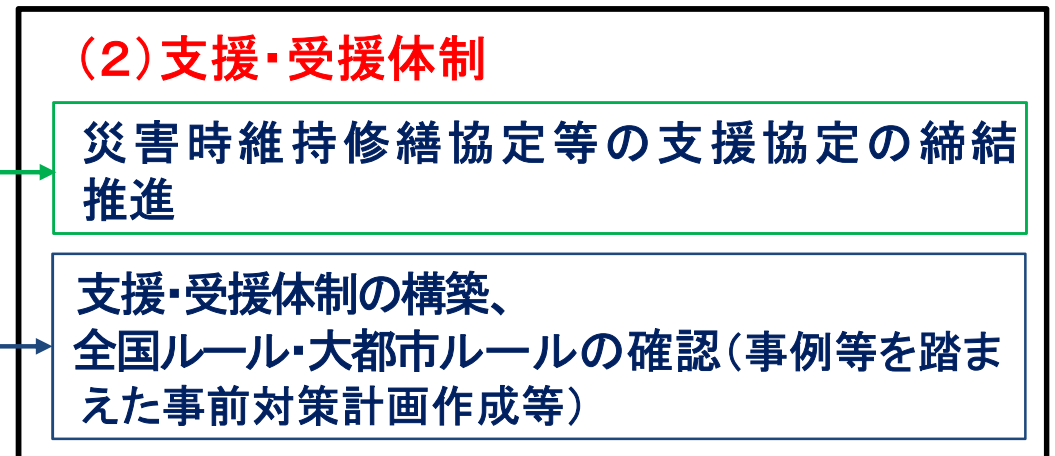 （２）支援・受援体制
災害時維持修繕協定等の支援協定の締結
推進
支援・受援体制の構築、
全国ルール・大都市ルールの確認（事例等を踏ま
えた事前対策計画作成等）